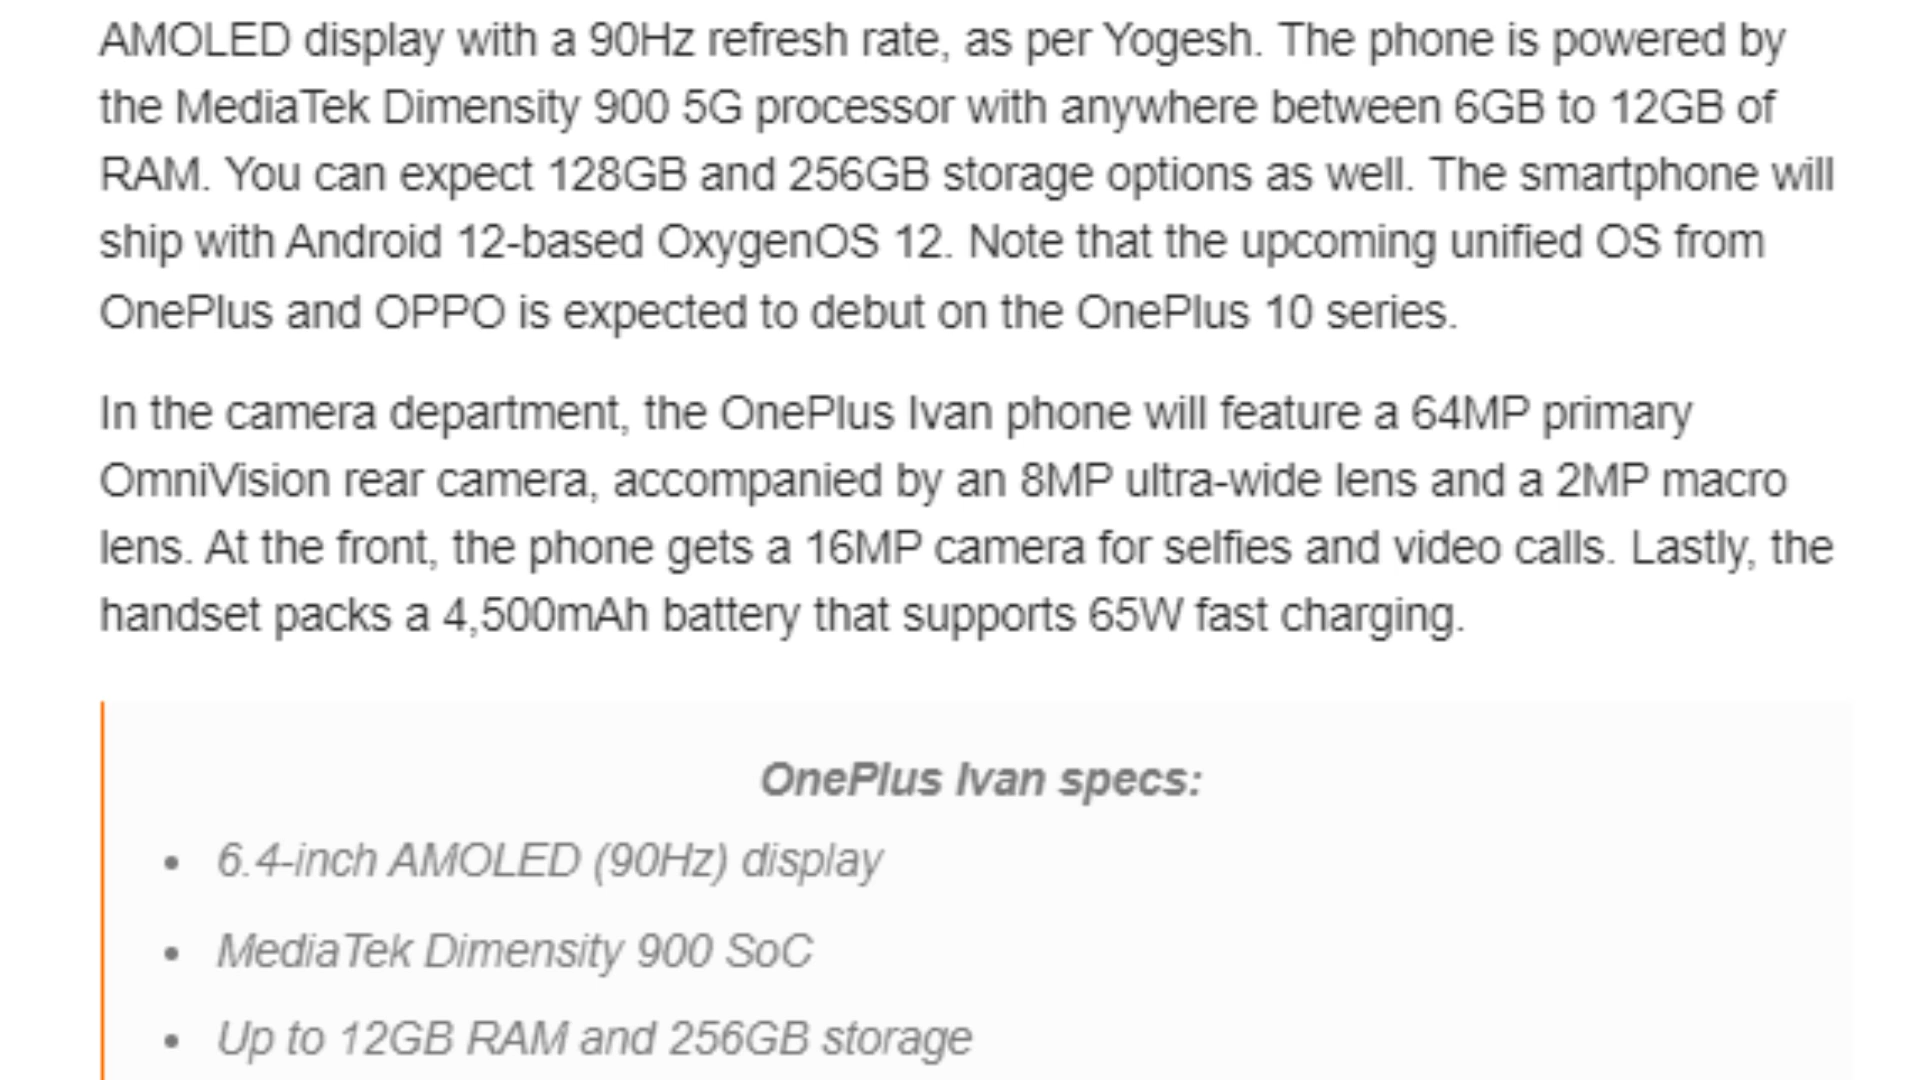 AMOLED display with a 90Hz refresh rate, as per Yogesh. The phone is powered by
the MediaTek Dimensity 900 5G processor with anywhere between 6GB to 12GB of
RAM. You can expect 128GB and 256GB storage options as well. The smartphone will
ship with Android 12-based OxygenOS 12. Note that the upcoming unified OS from
OnePlus and OPPO is expected to debut on the OnePlus 10 series.
In the camera department, the OnePlus Ivan phone will feature a 64MP primary
OmniVision rear camera, accompanied by an 8MP ultra-wide lens and a 2MP macro
lens. At the front, the phone gets a 16MP camera for selfies and video calls. Lastly, the
handset packs a 4,500mAh battery that supports 65W fast charging.
OnePlus Ivan specs:
• 6.4-inch AMOLED (90Hz) display
• MediaTek Dimensity 900 SoC
• Up to 12GB RAM and 256GB storage